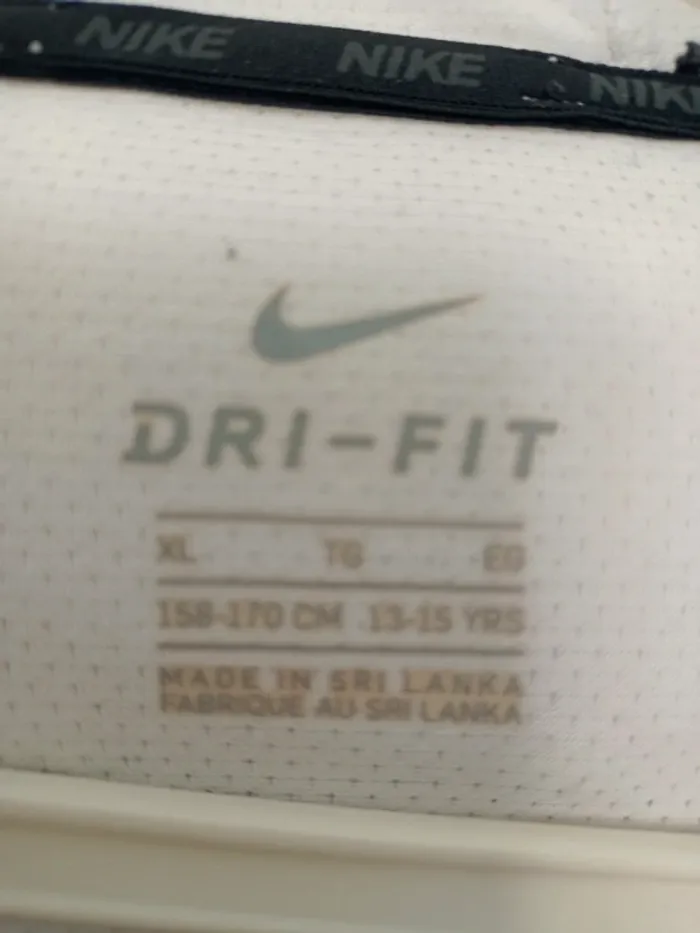 NIKE NIKE NIKE
DRI-FIT
XL TG EG
158-170 CM 13-15 YRS
MADE IN SRI LANKA
FABRIQUE AU SRI LANKA